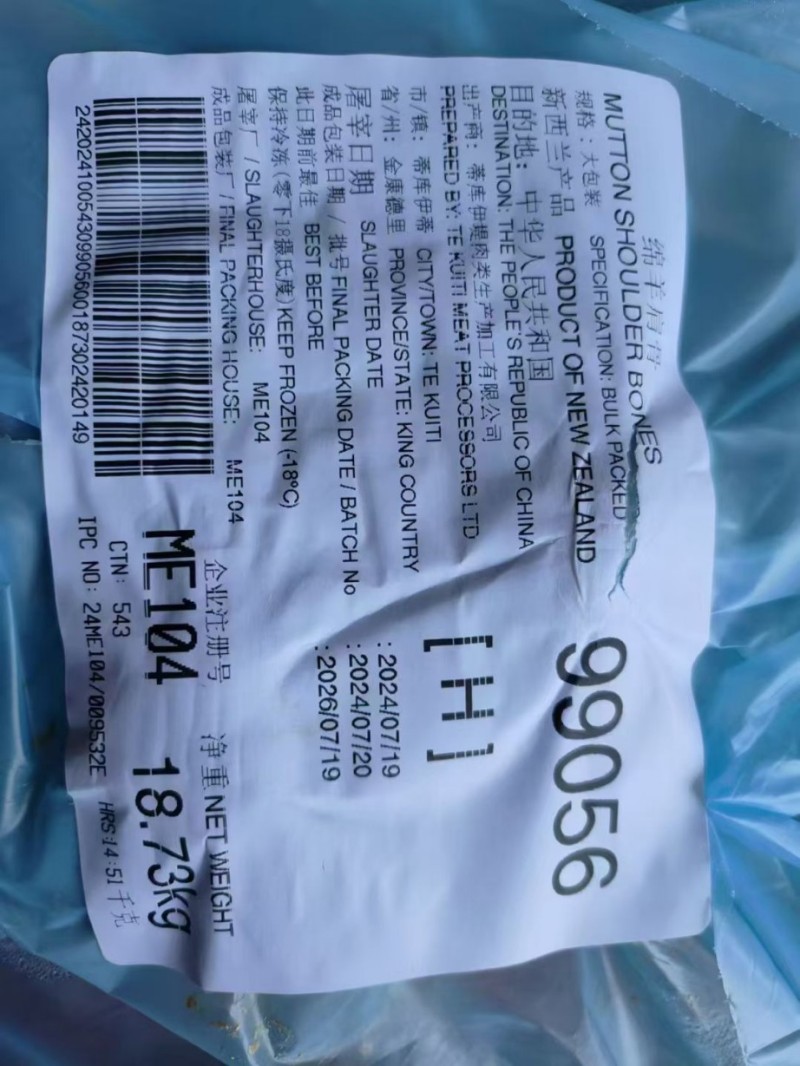 绵羊肩骨
MUTTON SHOULDER BONES
规格：大包装 SPECIFICATION: BULK PACKED
新西兰产品 PRODUCT OF NEW ZEALAND
99056
目的地：中华人民共和国
DESTINATION: THE PEOPLE'S REPUBLIC OF CHINA
出产商：蒂库伊堤肉类生产加工有限公司
PREPARED BY: TE KUITI MEAT PROCESSORS LTD
[H]
市/镇：蒂库伊蒂 CITY/TOWN: TE KUITI
省/州：金康德里 PROVINCE/STATE: KING COUNTRY
屠宰日期 SLAUGHTER DATE :2024/07/19
成品包装日期 / 批号 FINAL PACKING DATE / BATCH No :2024/07/20
此日期前最佳 BEST BEFORE :2026/07/19
保持冷冻(零下18摄氏度)KEEP FROZEN (-18ºC)
屠宰厂 /SLAUGHTERHOUSE: ME104
成品包装厂 /FINAL PACKING HOUSE: ME104
企业注册号 净重 NET WEIGHT
ME104 18.73kg
CTN: 543 千克
IPC NO: 24ME104/009532E HRS:14:51
24202410054309905600187302420149